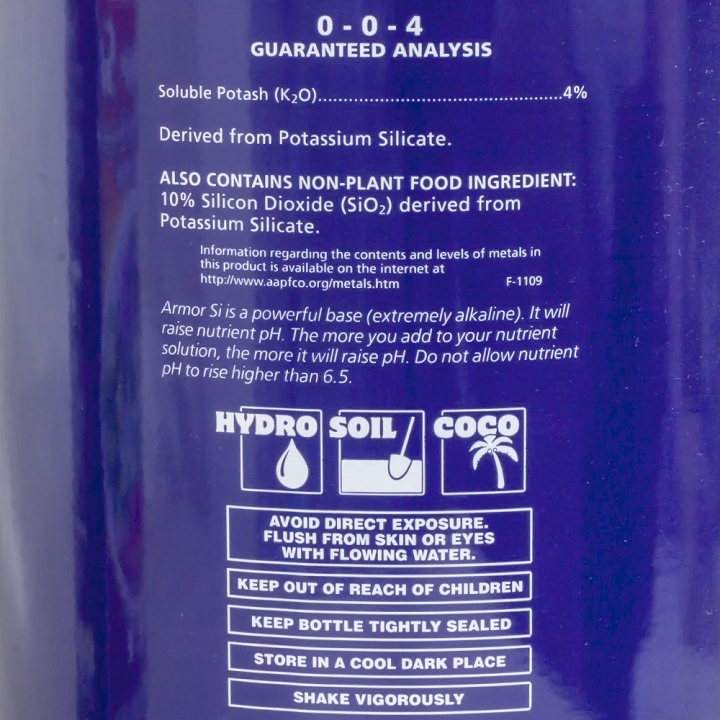 0 - 0 - 4
GUARANTEED ANALYSIS
Soluble Potash (K₂O)................................................4%
Derived from Potassium Silicate.
ALSO CONTAINS NON-PLANT FOOD INGREDIENT:
10% Silicon Dioxide (SiO₂) derived from
Potassium Silicate.
Information regarding the contents and levels of metals in
this product is available on the internet at
http://www.aapfco.org/metals.htm F-1109
Armor Si is a powerful base (extremely alkaline). It will
raise nutrient pH. The more you add to your nutrient
solution, the more it will raise pH. Do not allow nutrient
pH to rise higher than 6.5.
HYDRO SOIL COCO
AVOID DIRECT EXPOSURE.
FLUSH FROM SKIN OR EYES
WITH FLOWING WATER.
KEEP OUT OF REACH OF CHILDREN
KEEP BOTTLE TIGHTLY SEALED
STORE IN A COOL DARK PLACE
SHAKE VIGOROUSLY